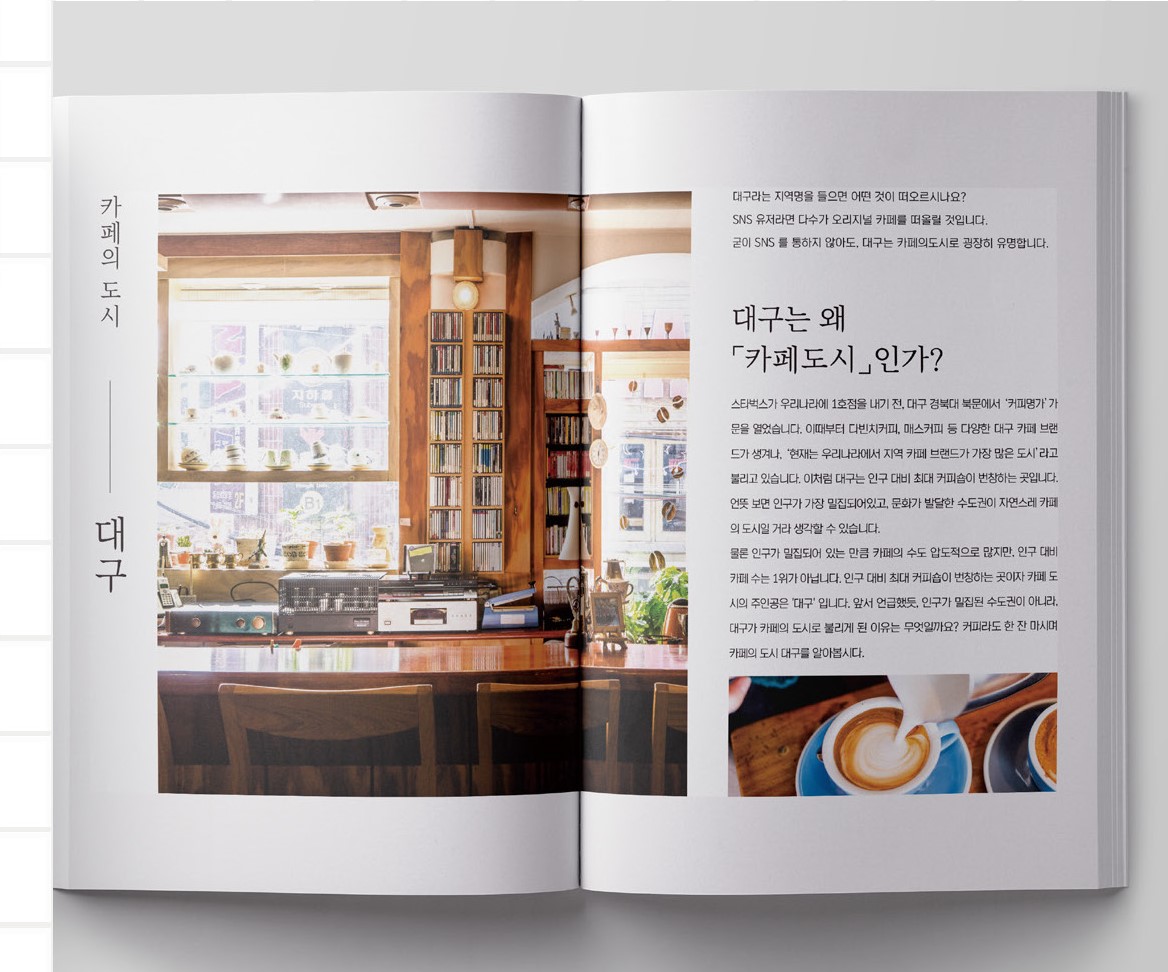 카페의 도시
대구
대구라는 지역명을 들으면 어떤 것이 떠오르시나요?
SNS 유저라면 다수가 오리지널 카페를 떠올릴 것입니다.
굳이 SNS 를 통하지 않아도, 대구는 카페의도시로 굉장히 유명합니다.
대구는 왜
「카페도시」인가?
스타벅스가 우리나라에 1호점을 내기 전, 대구 경북대 북문에서 '커피명가' 가
문을 열었습니다. 이때부터 다빈치커피, 매스커피 등 다양한 대구 카페 브랜
드가 생겨나, '현재는 우리나라에서 지역 카페 브랜드가 가장 많은 도시' 라고
불리고 있습니다. 이처럼 대구는 인구 대비 최대 커피숍이 번창하는 곳입니다.
언뜻 보면 인구가 가장 밀집되어있고, 문화가 발달한 수도권이 자연스레 카페
의 도시일 거라 생각할 수 있습니다.
물론 인구가 밀집되어 있는 만큼 카페의 수도 압도적으로 많지만, 인구 대비
카페 수는 1위가 아닙니다. 인구 대비 최대 커피숍이 번창하는 곳이자 카페 도
시의 주인공은 '대구' 입니다. 앞서 언급했듯, 인구가 밀집된 수도권이 아니라,
대구가 카페의 도시로 불리게 된 이유는 무엇일까요? 커피라도 한 잔 마시며
카페의 도시 대구를 알아봅시다.
지하철
B1